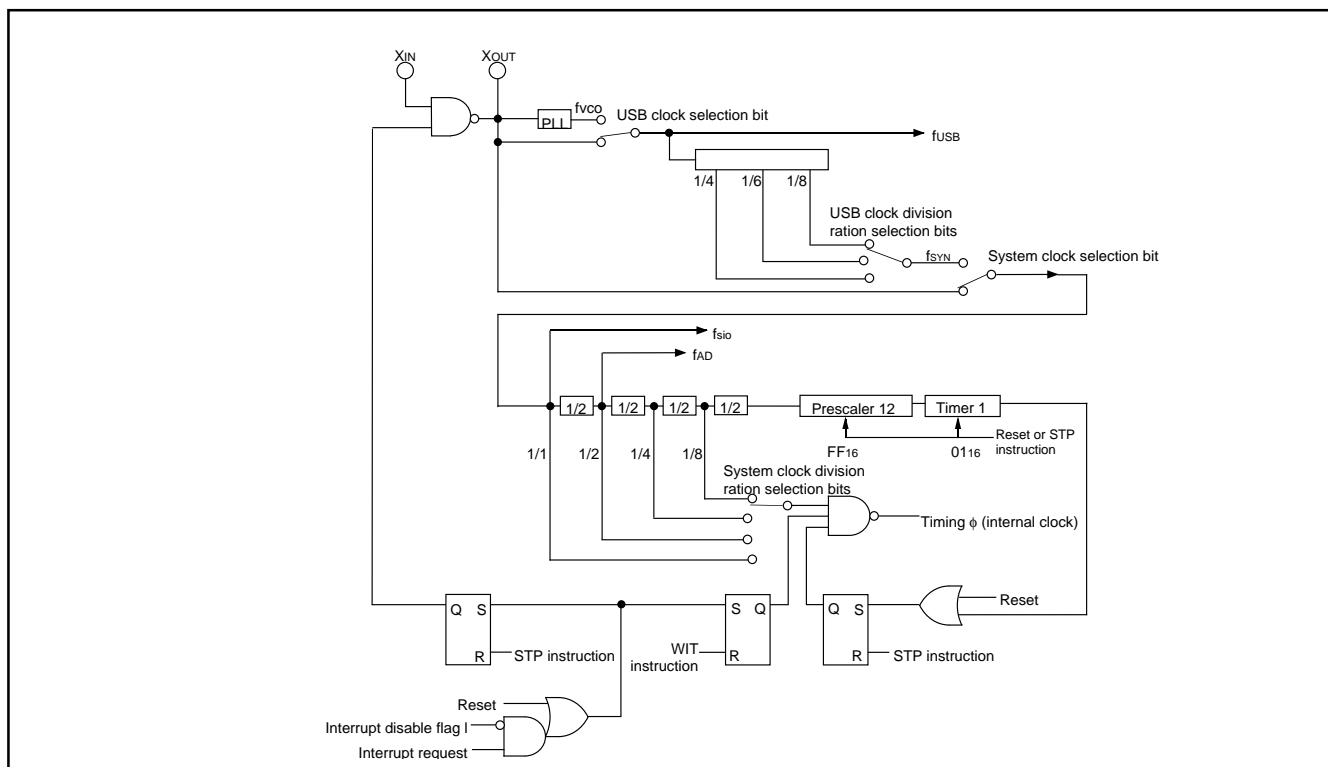 XIN
XOUT
PLL
fVCO
USB clock selection bit
fUSB
1/4
1/6
1/8
USB clock division
ration selection bits
fSYN
System clock selection bit
fsio
fAD
1/2
1/2
1/2
1/2
Prescaler 12
Timer 1
Reset or STP
instruction
FF16
0116
1/1
1/2
1/4
1/8
System clock division
ration selection bits
Timing ϕ (internal clock)
Q
S
R
STP instruction
WIT
instruction
S
Q
R
Q
S
R
STP instruction
Reset
Reset
Interrupt disable flag I
Interrupt request